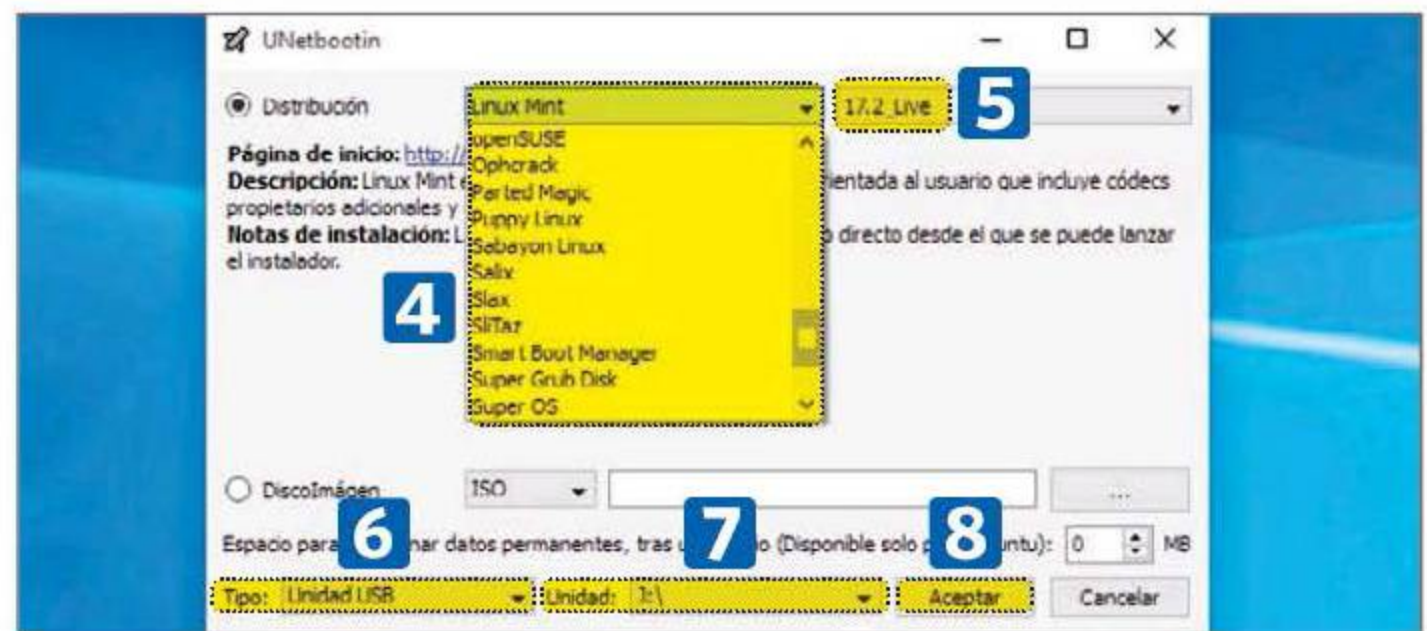 UNetbootin
Distribución Linux Mint 17.2_Live 5
Página de inicio: http://
Descripción: Linux Mint rientada al usuario que incluye códecs
propietarios adicionales y
Notas de instalación: directo desde el que se puede lanzar
el instalador.
openSUSE
Ophcrack
Parted Magic
Puppy Linux
Sabayon Linux
Salix
Slax
SliTaz
Smart Boot Manager
Super Grub Disk
Super OS
4
DiscoImágen ISO ...
6 7 8
Espacio para nar datos permanentes, tras (Disponible solo untu): 0 MB
Tipo: Unidad USB Unidad: I:\ Aceptar Cancelar